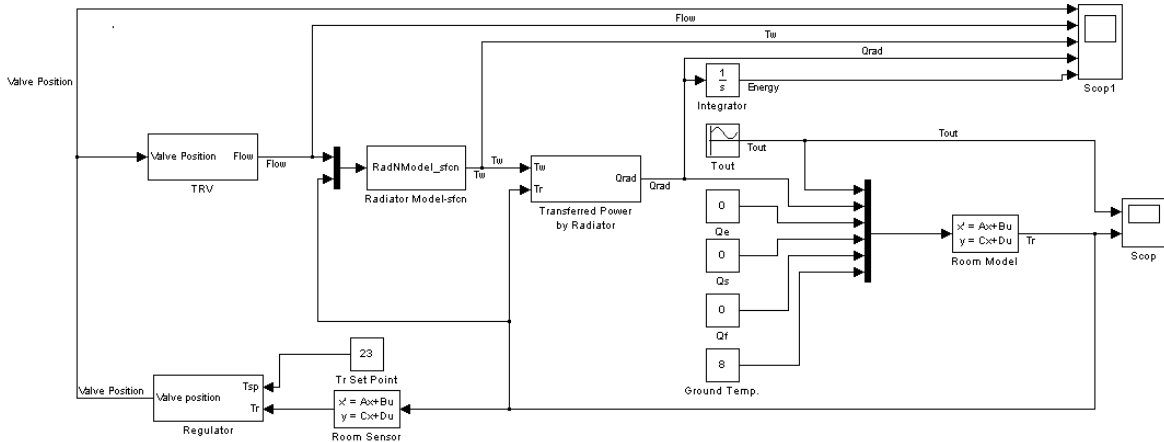 Flow
Tw
Qrad
Valve Position
1
s
Energy
Integrator
Scop1
Valve Position
Flow
Flow
TRV
RadNModel_sfcn
Tw
Tw
Radiator Model-sfcn
Tw
Tr
Qrad
Qrad
Transferred Power
by Radiator
Tout
Tout
Tout
0
Qe
0
Qs
0
Qf
8
Ground Temp.
x' = Ax+Bu
y = Cx+Du
Tr
Room Model
Scop
23
Tr Set Point
Valve Position
Valve position
Tsp
Tr
Regulator
x' = Ax+Bu
y = Cx+Du
Room Sensor